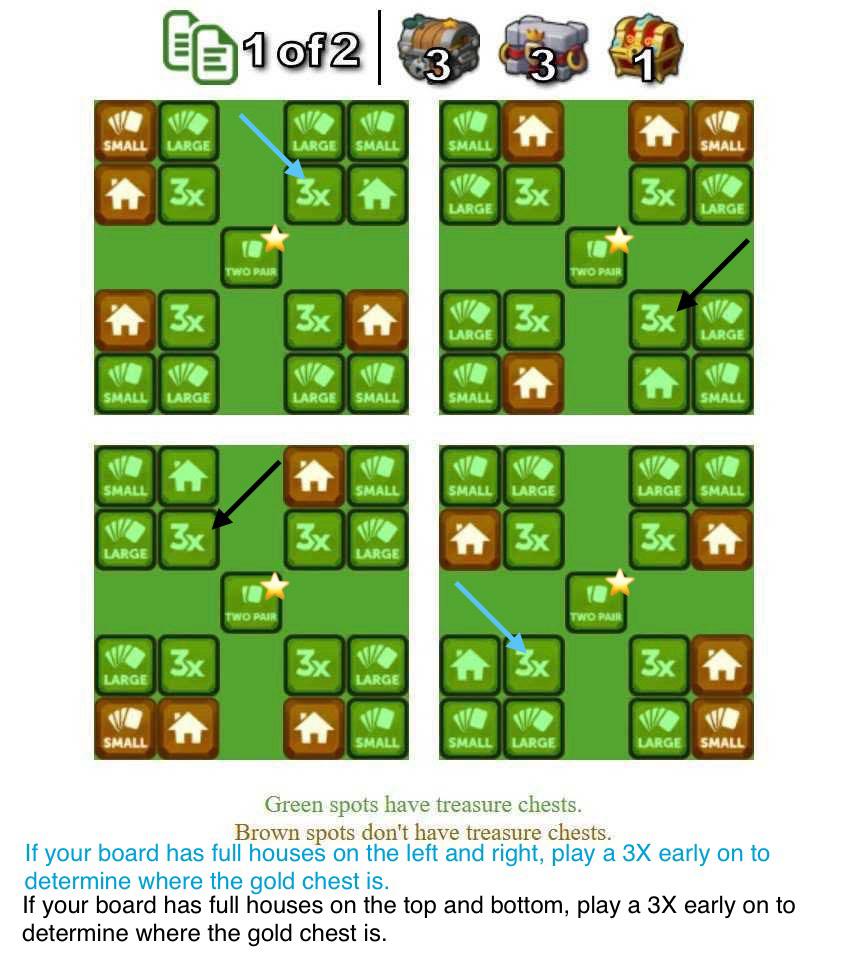 1 of 2 3 3 1
SMALL LARGE LARGE SMALL SMALL SMALL
3x 3x LARGE 3x 3x LARGE
TWO PAIR TWO PAIR
3x 3x LARGE 3x 3x LARGE
SMALL LARGE LARGE SMALL SMALL SMALL
SMALL SMALL SMALL LARGE LARGE SMALL
LARGE 3x 3x LARGE 3x 3x
TWO PAIR TWO PAIR
LARGE 3x 3x LARGE 3x 3x
SMALL SMALL SMALL LARGE LARGE SMALL
Green spots have treasure chests.
Brown spots don't have treasure chests.
If your board has full houses on the left and right, play a 3X early on to
determine where the gold chest is.
If your board has full houses on the top and bottom, play a 3X early on to
determine where the gold chest is.